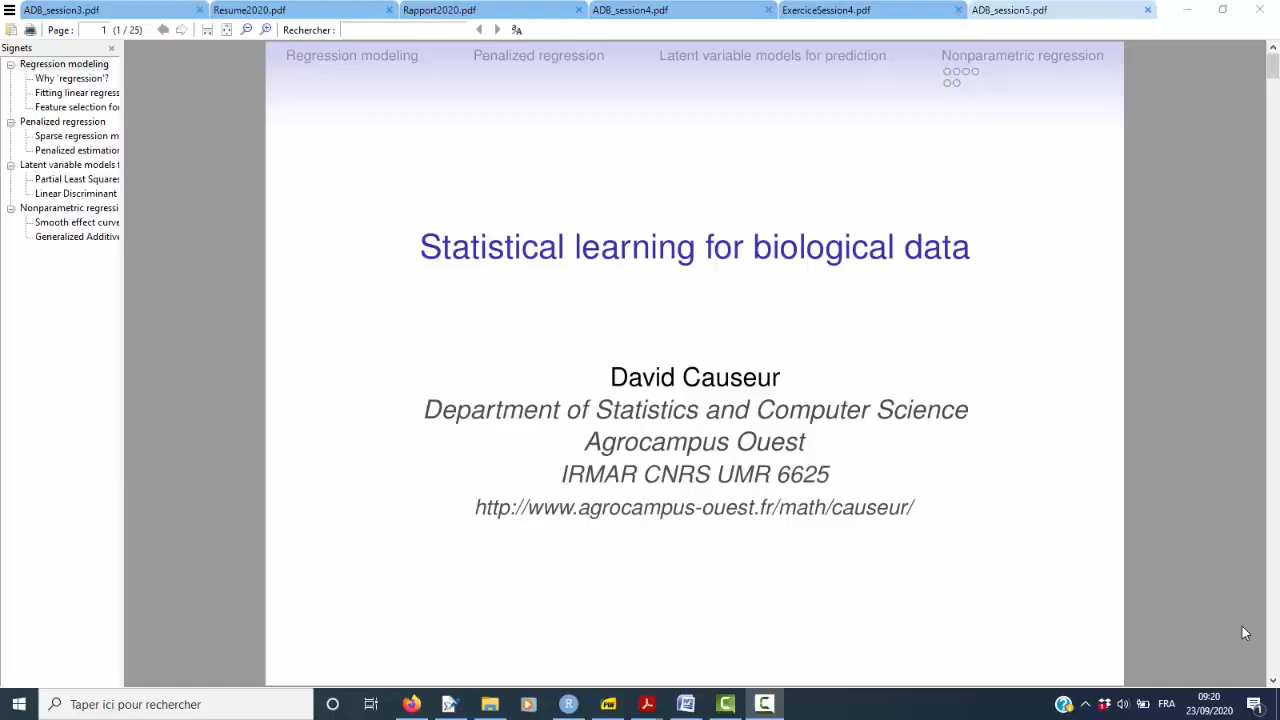 ADB_session3.pdf Resume2020.pdf Rapport2020.pdf ADB_session4.pdf ExerciceSession4.pdf ADB_session5.pdf
Page : 1 (1 / 25) Rechercher :
Signets
Regression modeling
Why 'regression'?
Fitting linear regress
Feature selection fo
Penalized regression
Sparse regression m
Penalized estimation
Latent variable models f
Partial Least Squares
Linear Discriminant
Nonparametric regressi
Smooth effect curve
Generalized Additive
Regression modeling Penalized regression Latent variable models for prediction Nonparametric regression
Statistical learning for biological data
David Causeur
Department of Statistics and Computer Science
Agrocampus Ouest
IRMAR CNRS UMR 6625
http://www.agrocampus-ouest.fr/math/causeur/
Taper ici pour rechercher
FRA
09:20
23/09/2020